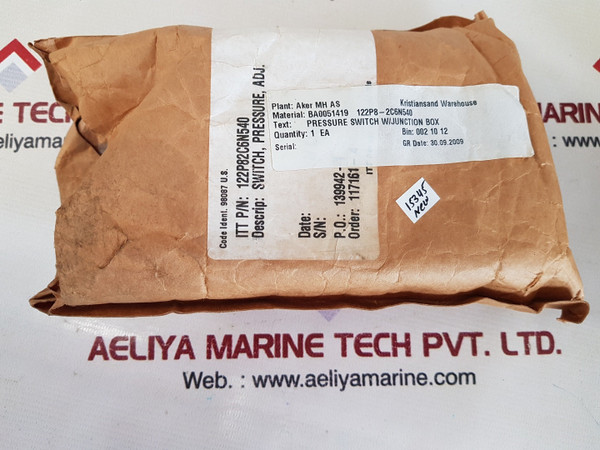 Plant: Aker MH AS Kristiansand Warehouse
Material: BA0051419 122P8-2C6N540
Text: PRESSURE SWITCH W/JUNCTION BOX
Quantity: 1 EA Bin: 002 10 12
Serial: GR Date: 30.09.2009
Code Ident. 98087 U.S.
ITT P/N: 122P82C6N540
Descrip: SWITCH, PRESSURE, ADJ.
Date:
S/N:
P.O.: 139942-
Order: 117161
15345
New
TECH
AELIYA MARINE TECH PVT. LTD.
Web. : www.aeliyamarine.com